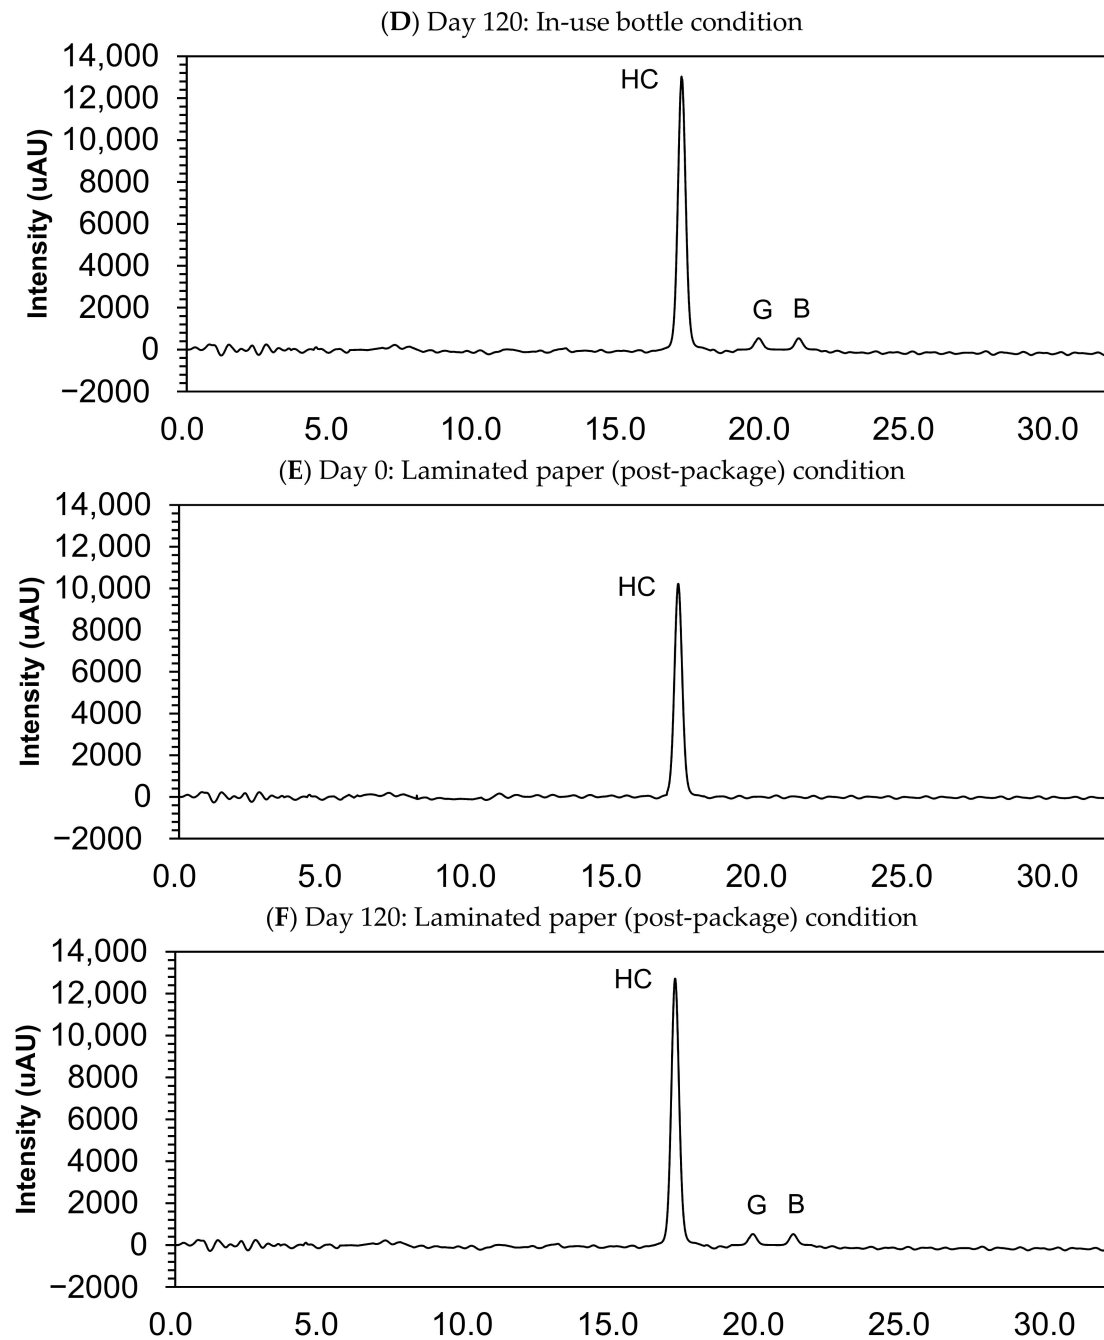 (D) Day 120: In-use bottle condition
14,000
HC
12,000
10,000
8000
6000
4000
2000
G B
0
−2000
Intensity (uAU)
0.0 5.0 10.0 15.0 20.0 25.0 30.0
(E) Day 0: Laminated paper (post-package) condition
14,000
12,000
10,000
HC
8000
6000
4000
2000
0
−2000
Intensity (uAU)
0.0 5.0 10.0 15.0 20.0 25.0 30.0
(F) Day 120: Laminated paper (post-package) condition
14,000
HC
12,000
10,000
8000
6000
4000
2000
G B
0
−2000
Intensity (uAU)
0.0 5.0 10.0 15.0 20.0 25.0 30.0